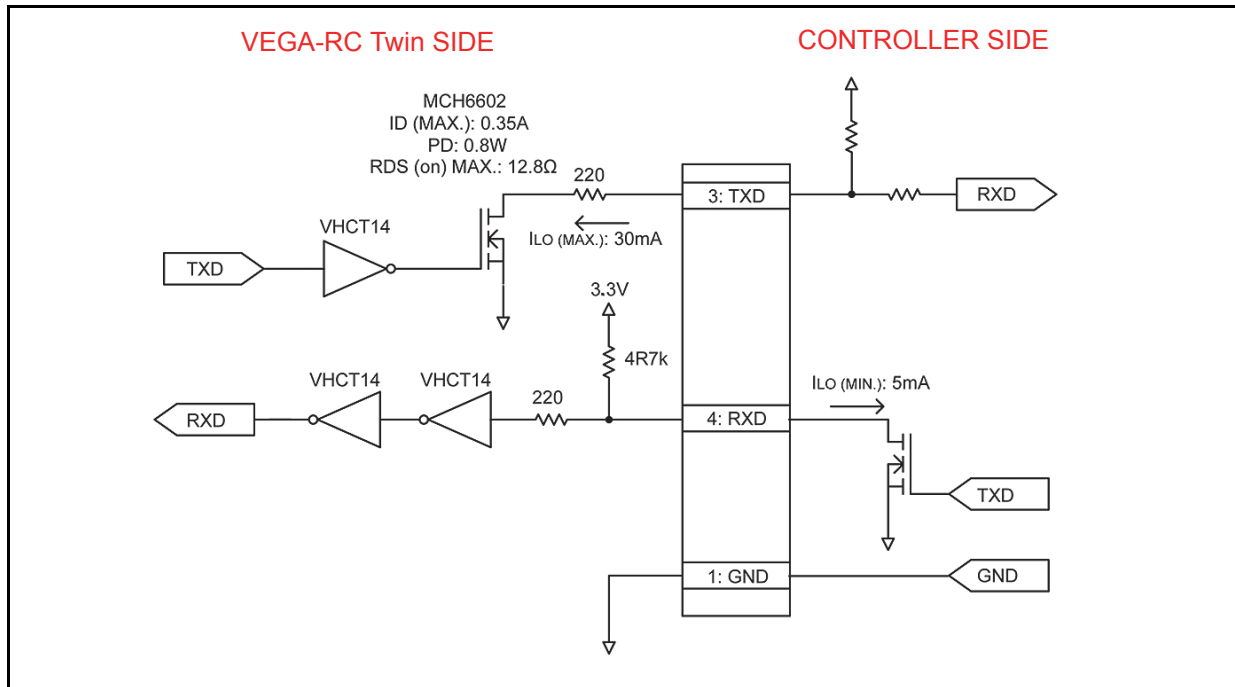 VEGA-RC Twin SIDE
CONTROLLER SIDE
MCH6602
ID (MAX.): 0.35A
PD: 0.8W
RDS (on) MAX.: 12.8Ω
220
3: TXD
RXD
VHCT14
ILO (MAX.): 30mA
TXD
3.3V
4R7k
ILO (MIN.): 5mA
VHCT14
VHCT14
220
RXD
4: RXD
TXD
1: GND
GND